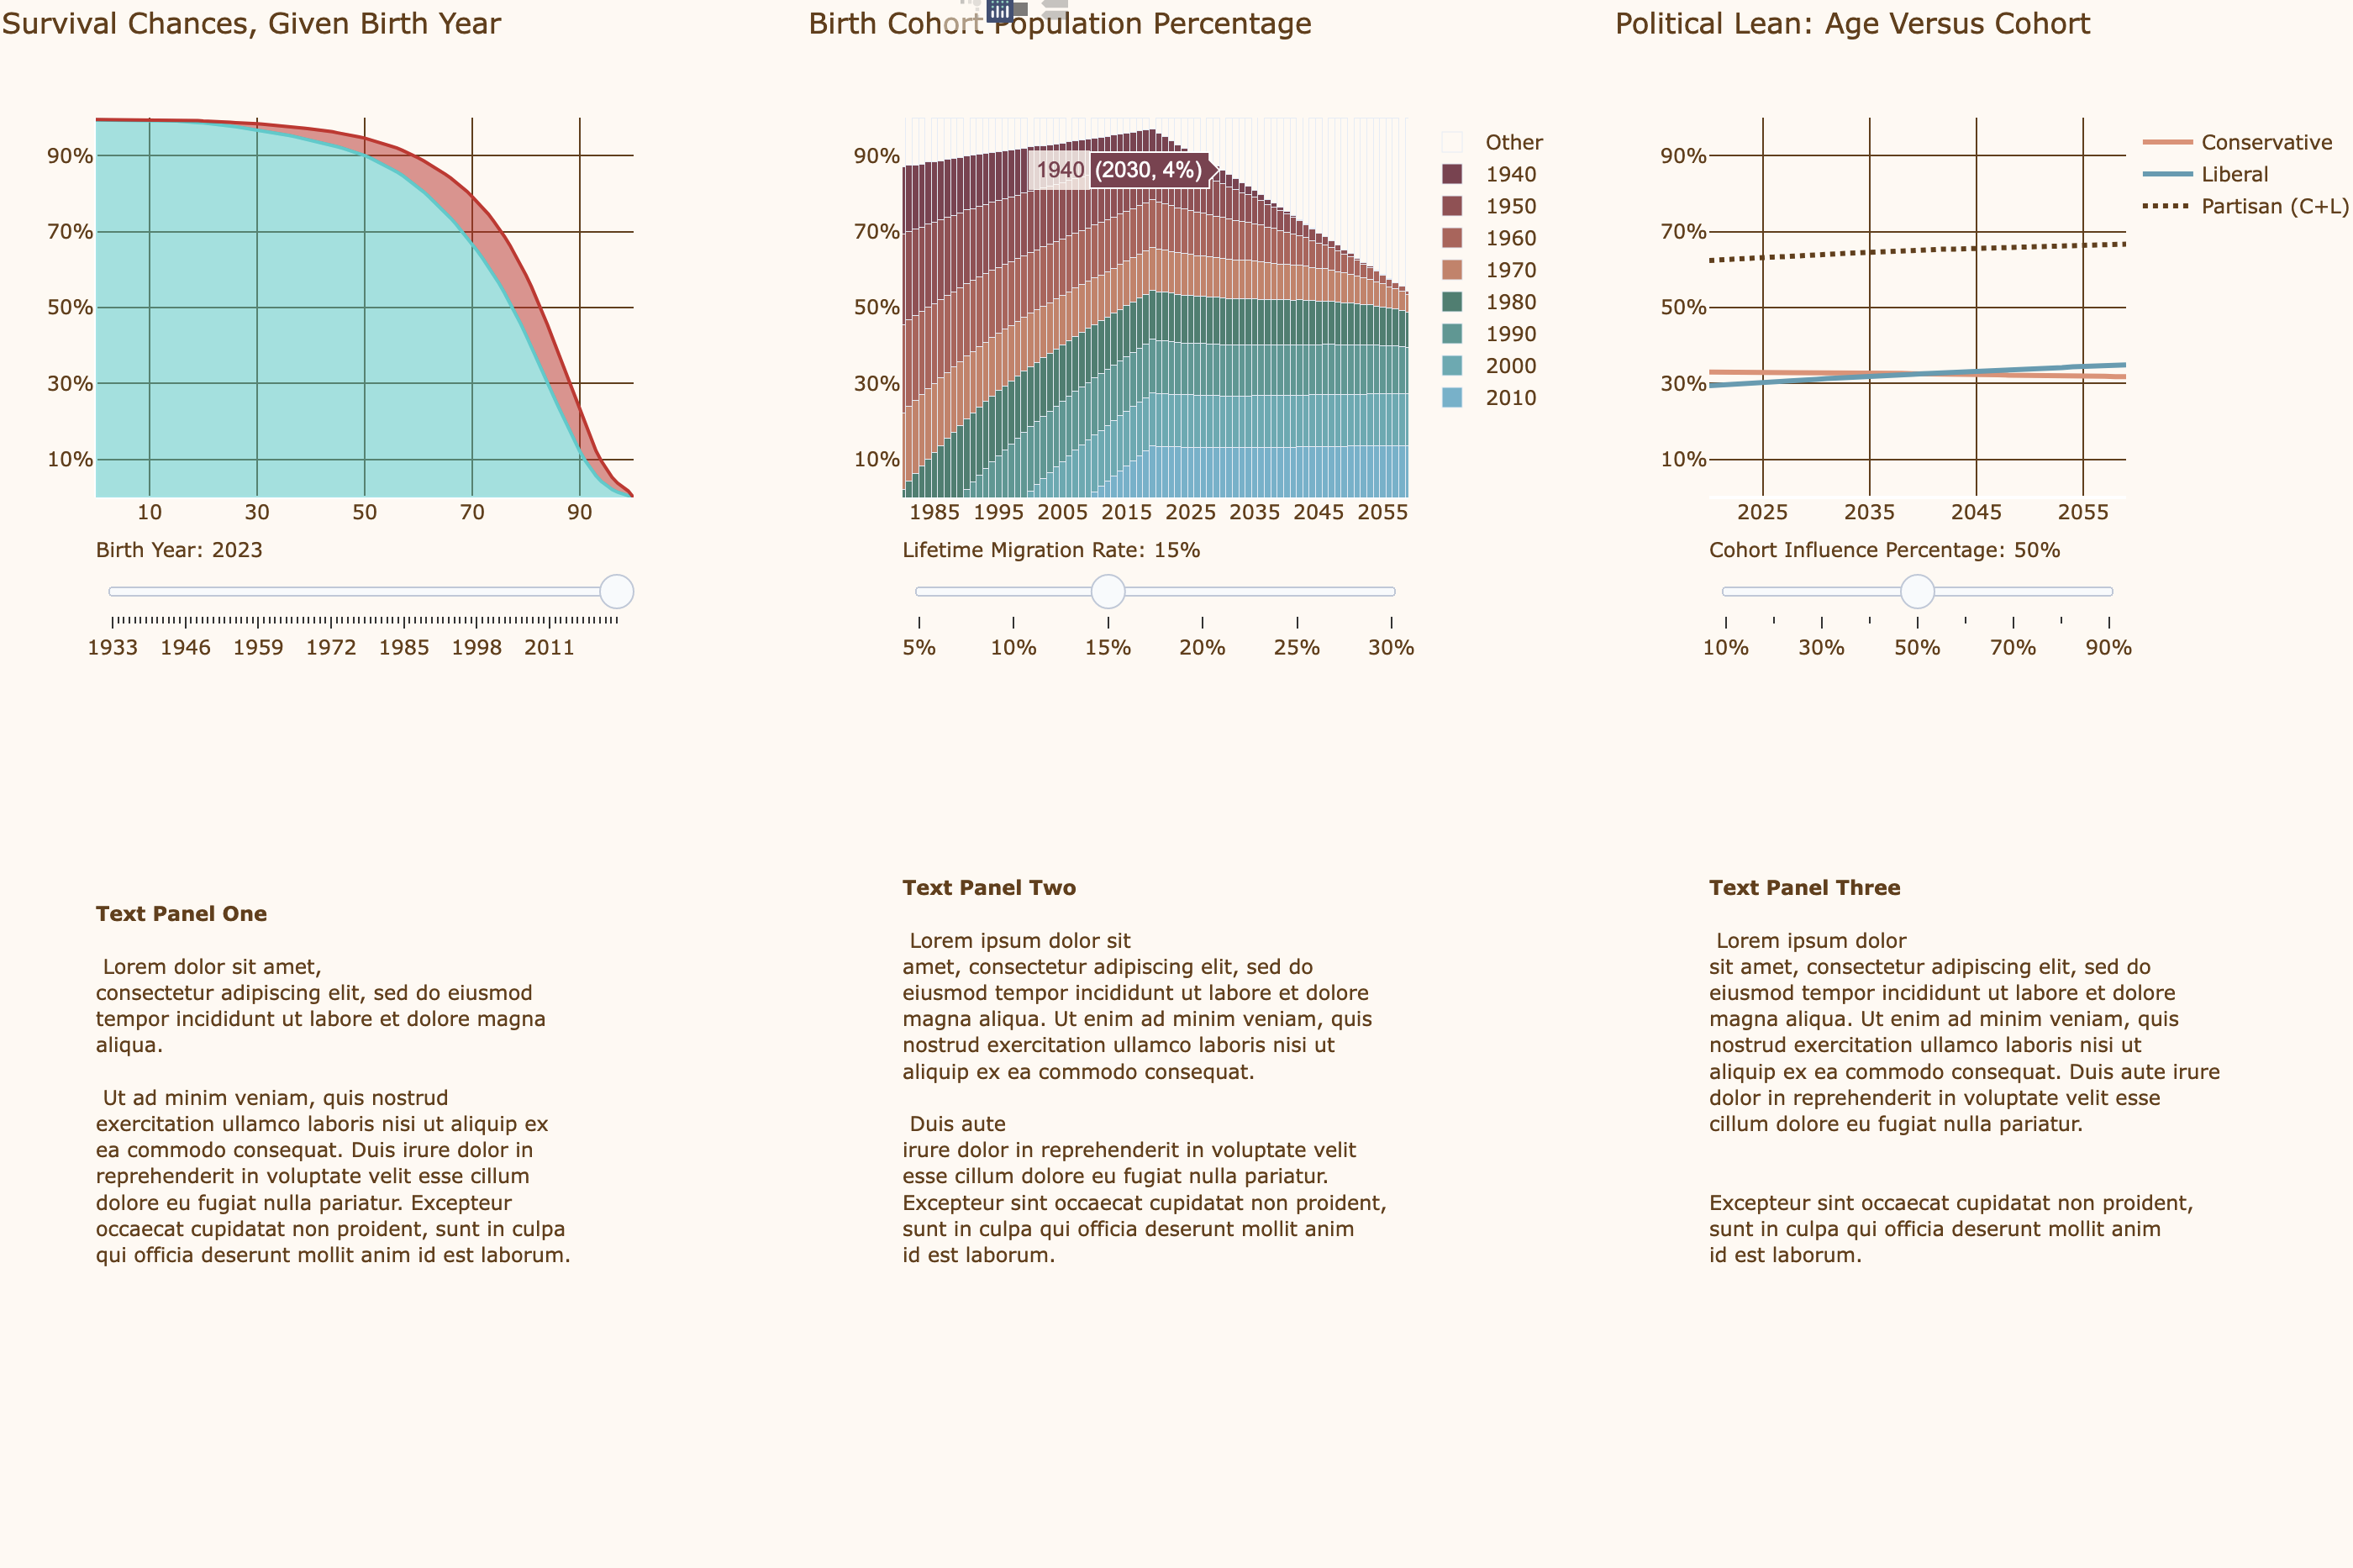 Survival Chances, Given Birth Year
90%
70%
50%
30%
10%
10 30 50 70 90
Birth Year: 2023
1933 1946 1959 1972 1985 1998 2011
Birth Cohort Population Percentage
90%
70%
50%
30%
10%
1940 (2030, 4%)
1985 1995 2005 2015 2025 2035 2045 2055
Other
1940
1950
1960
1970
1980
1990
2000
2010
Lifetime Migration Rate: 15%
5% 10% 15% 20% 25% 30%
Political Lean: Age Versus Cohort
90%
70%
50%
30%
10%
2025 2035 2045 2055
Conservative
Liberal
Partisan (C+L)
Cohort Influence Percentage: 50%
10% 30% 50% 70% 90%
Text Panel One
Lorem dolor sit amet,
consectetur adipiscing elit, sed do eiusmod
tempor incididunt ut labore et dolore magna
aliqua.
Ut ad minim veniam, quis nostrud
exercitation ullamco laboris nisi ut aliquip ex
ea commodo consequat. Duis irure dolor in
reprehenderit in voluptate velit esse cillum
dolore eu fugiat nulla pariatur. Excepteur
occaecat cupidatat non proident, sunt in culpa
qui officia deserunt mollit anim id est laborum.
Text Panel Two
Lorem ipsum dolor sit
amet, consectetur adipiscing elit, sed do
eiusmod tempor incididunt ut labore et dolore
magna aliqua. Ut enim ad minim veniam, quis
nostrud exercitation ullamco laboris nisi ut
aliquip ex ea commodo consequat.
Duis aute
irure dolor in reprehenderit in voluptate velit
esse cillum dolore eu fugiat nulla pariatur.
Excepteur sint occaecat cupidatat non proident,
sunt in culpa qui officia deserunt mollit anim
id est laborum.
Text Panel Three
Lorem ipsum dolor
sit amet, consectetur adipiscing elit, sed do
eiusmod tempor incididunt ut labore et dolore
magna aliqua. Ut enim ad minim veniam, quis
nostrud exercitation ullamco laboris nisi ut
aliquip ex ea commodo consequat. Duis aute irure
dolor in reprehenderit in voluptate velit esse
cillum dolore eu fugiat nulla pariatur.
Excepteur sint occaecat cupidatat non proident,
sunt in culpa qui officia deserunt mollit anim
id est laborum.